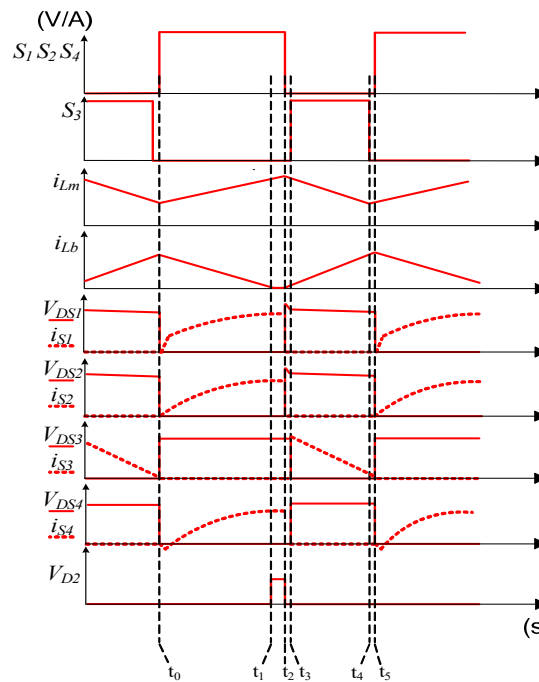 (V/A)
S1 S2 S4
S3
iLm
iLb
VDS1
iS1
VDS2
iS2
VDS3
iS3
VDS4
iS4
VD2
(s
t0 t1 t2 t3 t4 t5